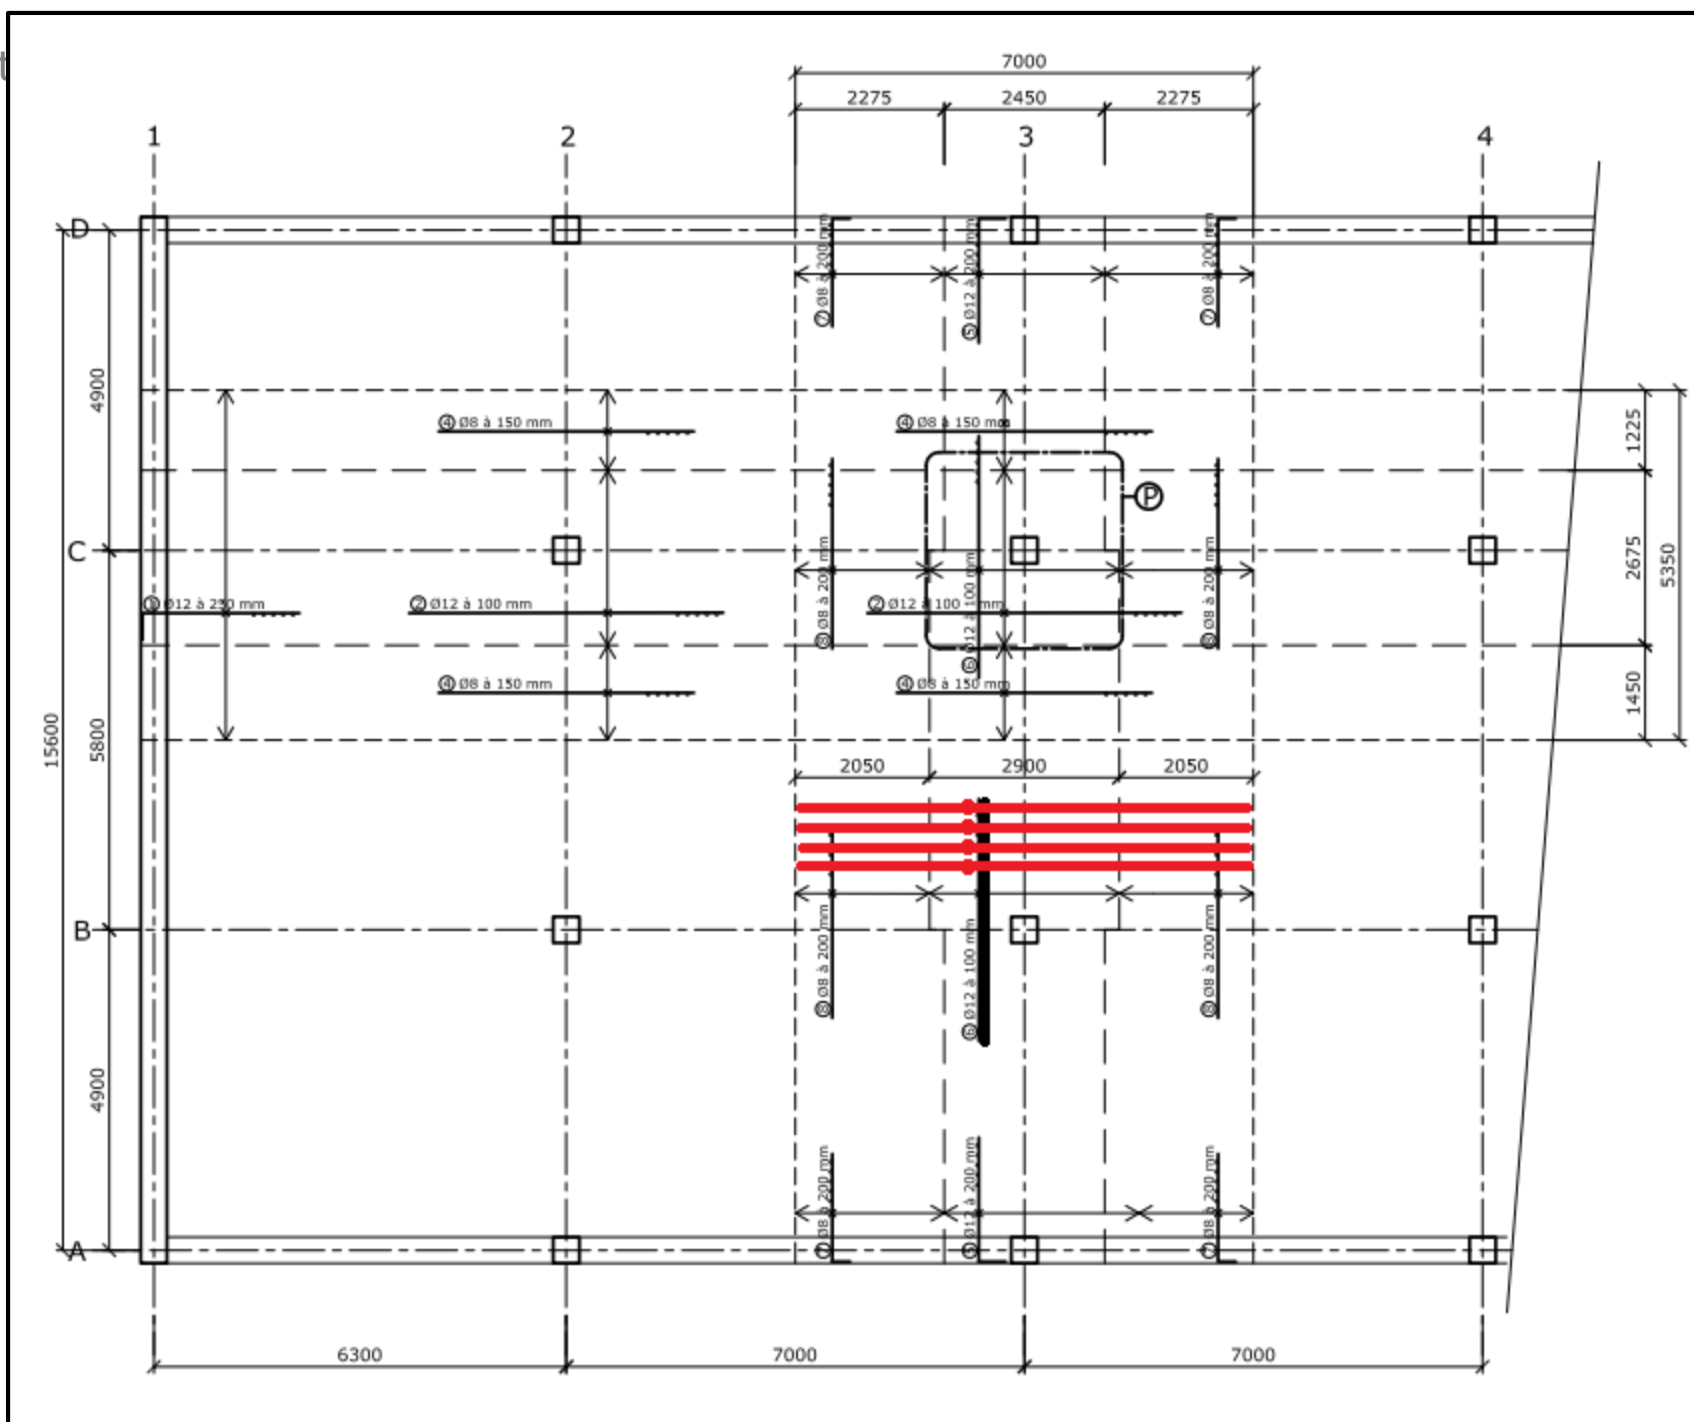 t
7000
2275 2450 2275
1 2 3 4
D
⑦ Ø8 à 200 mm
⑤ Ø12 à 200 mm
⑦ Ø8 à 200 mm
4900
④ Ø8 à 150 mm
④ Ø8 à 150 mm
1225
P
C
⑧ Ø8 à 200 mm
⑥ Ø12 à 100 mm
⑧ Ø8 à 200 mm
2675
5350
① Ø12 à 250 mm
② Ø12 à 100 mm
② Ø12 à 100 mm
④ Ø8 à 150 mm
④ Ø8 à 150 mm
1450
15600
5800
2050 2900 2050
B
⑧ Ø8 à 200 mm
⑥ Ø12 à 100 mm
⑧ Ø8 à 200 mm
4900
⑦ Ø8 à 200 mm
⑤ Ø12 à 200 mm
⑦ Ø8 à 200 mm
A
6300 7000 7000